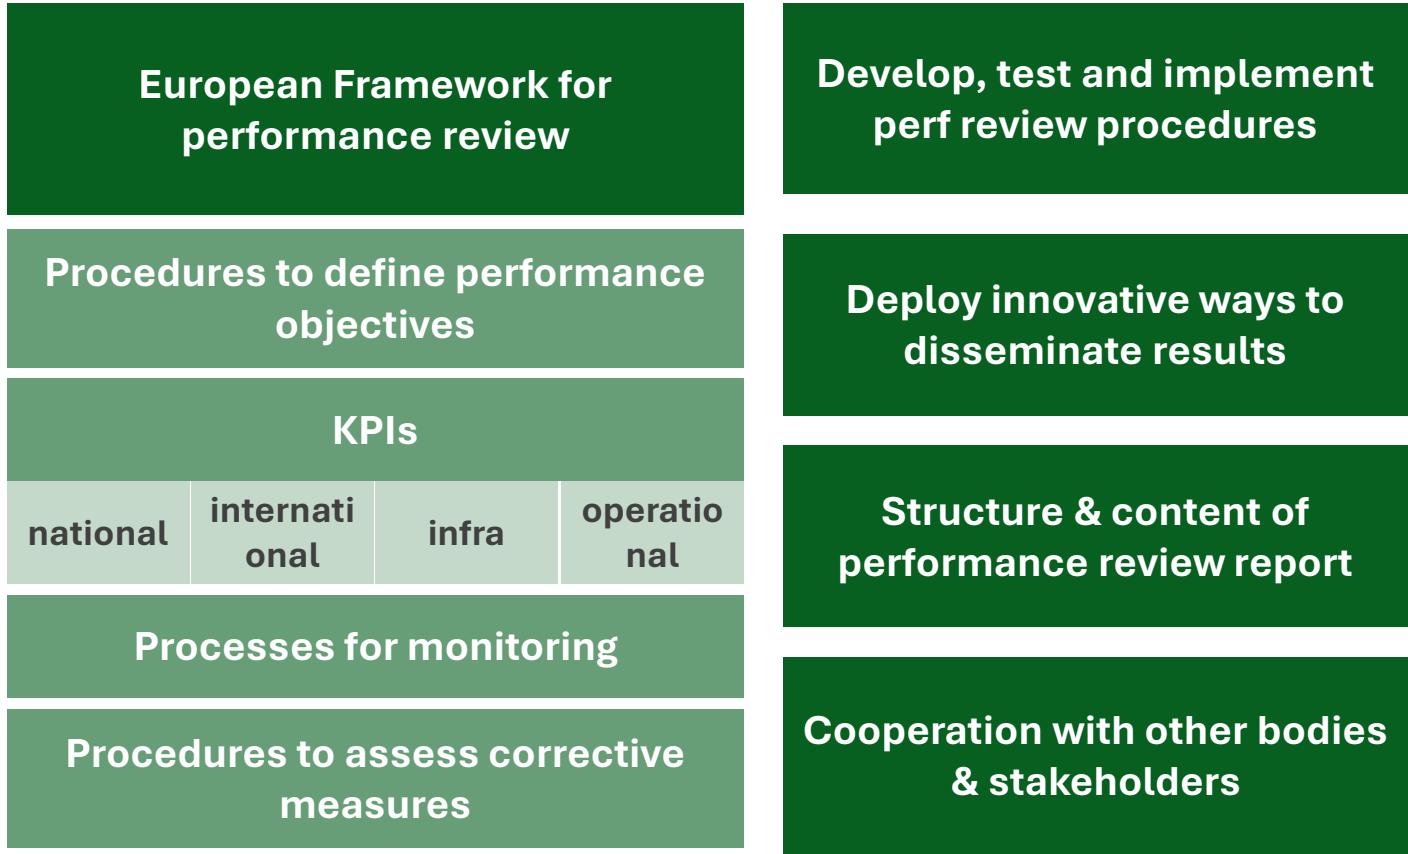 European Framework for
performance review
Procedures to define performance
objectives
KPIs
national
internati
onal
infra
operatio
nal
Processes for monitoring
Procedures to assess corrective
measures
Develop, test and implement
perf review procedures
Deploy innovative ways to
disseminate results
Structure & content of
performance review report
Cooperation with other bodies
& stakeholders